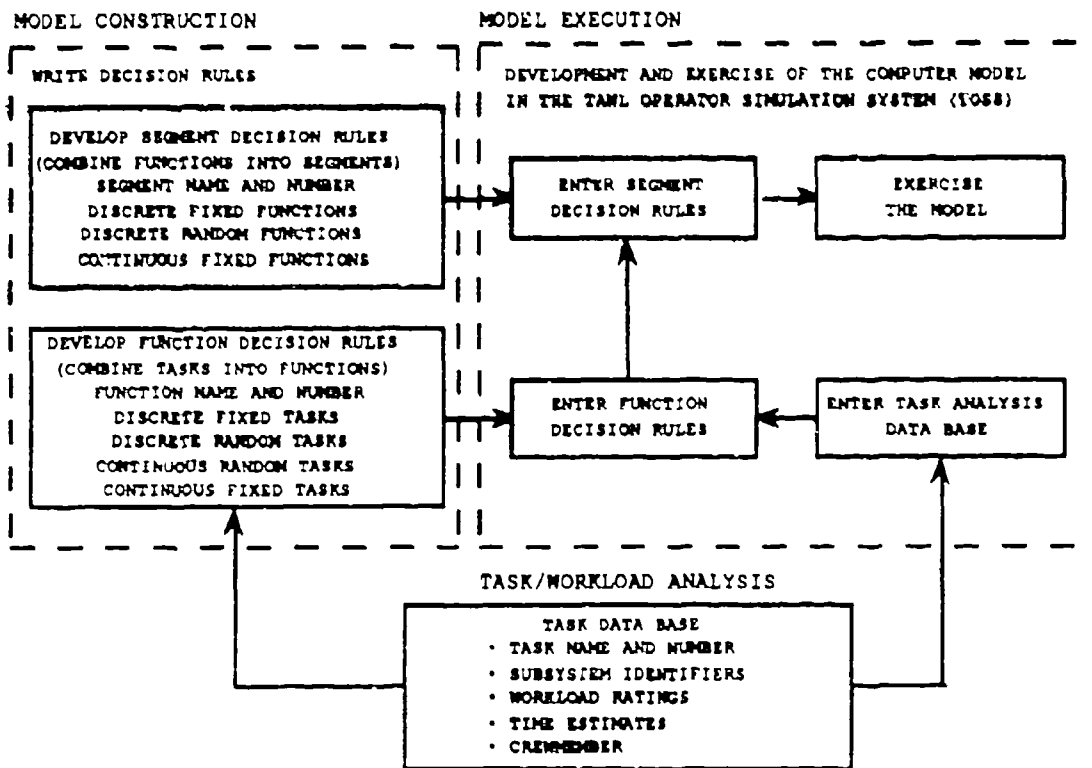 MODEL CONSTRUCTION
WRITE DECISION RULES
DEVELOP SEGMENT DECISION RULES
(COMBINE FUNCTIONS INTO SEGMENTS)
SEGMENT NAME AND NUMBER
DISCRETE FIXED FUNCTIONS
DISCRETE RANDOM FUNCTIONS
CONTINUOUS FIXED FUNCTIONS
DEVELOP FUNCTION DECISION RULES
(COMBINE TASKS INTO FUNCTIONS)
FUNCTION NAME AND NUMBER
DISCRETE FIXED TASKS
DISCRETE RANDOM TASKS
CONTINUOUS RANDOM TASKS
CONTINUOUS FIXED TASKS
MODEL EXECUTION
DEVELOPMENT AND EXERCISE OF THE COMPUTER MODEL
IN THE TAWL OPERATOR SIMULATION SYSTEM (TOSS)
ENTER SEGMENT
DECISION RULES
EXERCISE
THE MODEL
ENTER FUNCTION
DECISION RULES
ENTER TASK ANALYSIS
DATA BASE
TASK/WORKLOAD ANALYSIS
TASK DATA BASE
• TASK NAME AND NUMBER
• SUBSYSTEM IDENTIFIERS
• WORKLOAD RATINGS
• TIME ESTIMATES
• CREWMEMBER